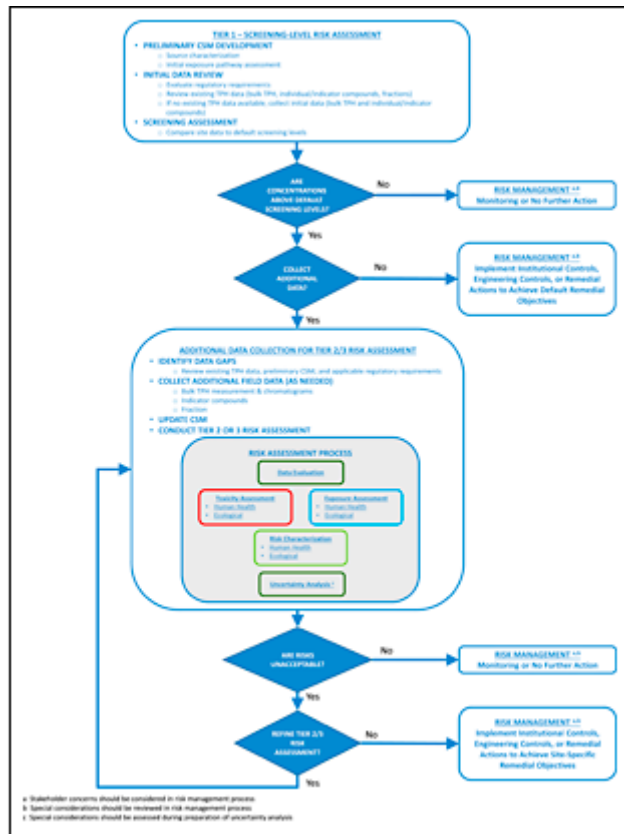 TIER 1 – SCREENING-LEVEL RISK ASSESSMENT
• PRELIMINARY CSM DEVELOPMENT
o Source characterization
o Initial exposure pathway assessment
• INITIAL DATA REVIEW
o Evaluate regulatory requirements
o Review existing TPH data (bulk TPH, individual/indicator compounds, fractions)
o If no existing TPH data available, collect initial data (bulk TPH and individual/indicator
compounds)
• SCREENING ASSESSMENT
o Compare site data to default screening levels
ARE
CONCENTRATIONS
ABOVE DEFAULT
SCREENING LEVELS?
No
RISK MANAGEMENT a,b
Monitoring or No Further Action
Yes
COLLECT
ADDITIONAL
DATA?
No
RISK MANAGEMENT a,b
Implement Institutional Controls,
Engineering Controls, or Remedial
Actions to Achieve Default Remedial
Objectives
Yes
ADDITIONAL DATA COLLECTION FOR TIER 2/3 RISK ASSESSMENT
• IDENTIFY DATA GAPS
o Review existing TPH data, preliminary CSM, and applicable regulatory requirements
• COLLECT ADDITIONAL FIELD DATA (AS NEEDED)
o Bulk TPH measurement & chromatograms
o Indicator compounds
o Fraction
• UPDATE CSM
• CONDUCT TIER 2 OR 3 RISK ASSESSMENT
RISK ASSESSMENT PROCESS
Data Evaluation
Toxicity Assessment
• Human Health
• Ecological
Exposure Assessment
• Human Health
• Ecological
Risk Characterization
• Human Health
• Ecological
Uncertainty Analysis c
ARE RISKS
UNACCEPTABLE?
No
RISK MANAGEMENT a,b
Monitoring or No Further Action
Yes
REFINE TIER 2/3
RISK
ASSESSMENT?
No
RISK MANAGEMENT a,b
Implement Institutional Controls,
Engineering Controls, or Remedial
Actions to Achieve Site-Specific
Remedial Objectives
Yes
a Stakeholder concerns should be considered in risk management process
b Special considerations should be reviewed in risk management process
c Special considerations should be assessed during preparation of uncertainty analysis